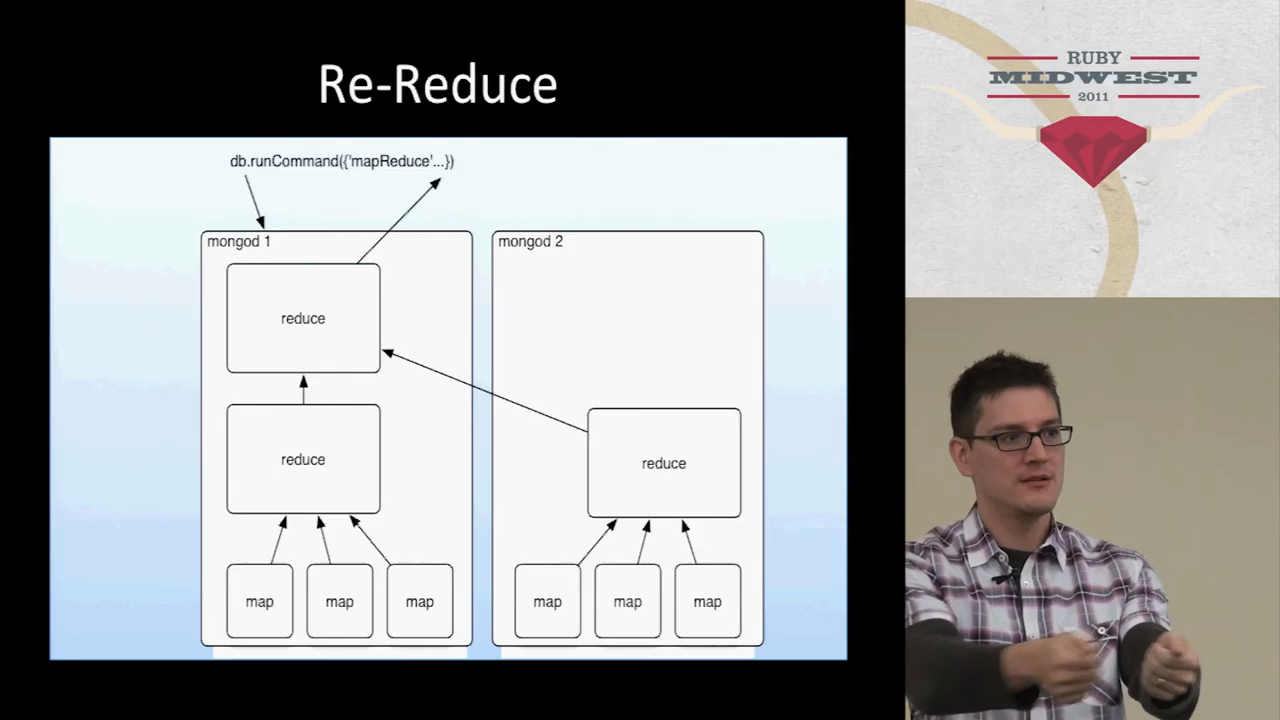 Re-Reduce
db.runCommand({'mapReduce'...})
mongod 1
mongod 2
reduce
reduce
reduce
map
map
map
map
map
map
RUBY
MIDWEST
2011